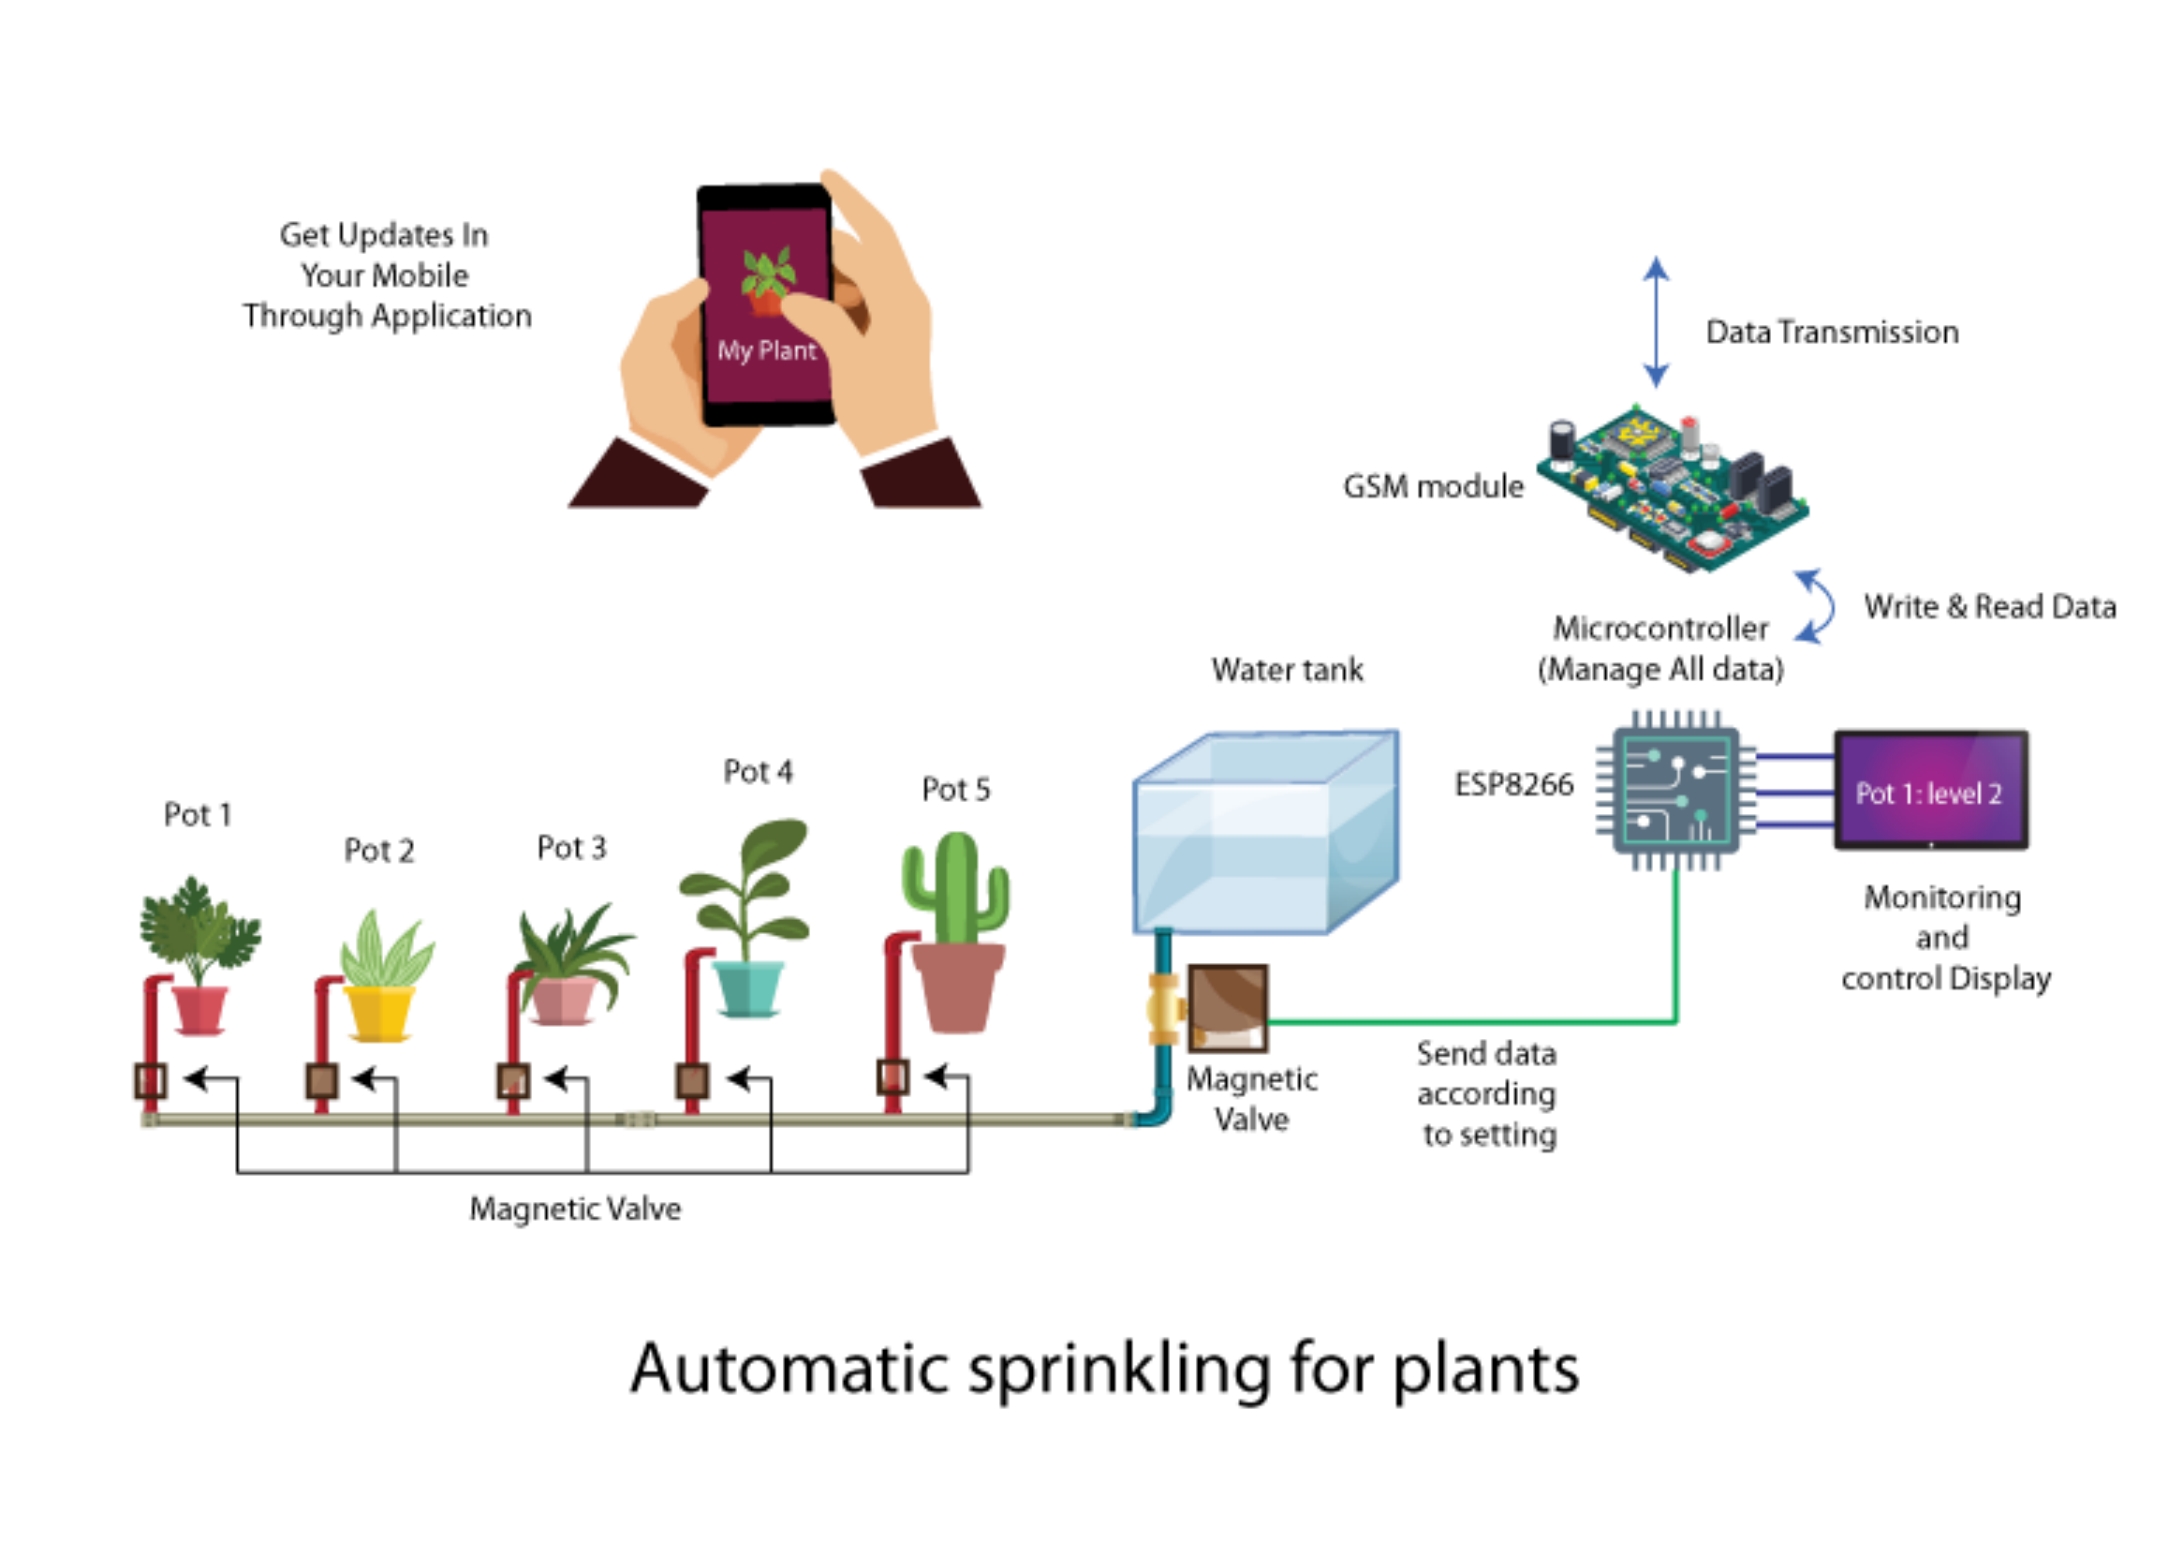 Get Updates In
Your Mobile
Through Application
My Plant
Data Transmission
GSM module
Write & Read Data
Microcontroller
(Manage All data)
Water tank
ESP8266
Pot 1: level 2
Monitoring
and
control Display
Pot 1
Pot 2
Pot 3
Pot 4
Pot 5
Magnetic
Valve
Send data
according
to setting
Magnetic Valve
Automatic sprinkling for plants